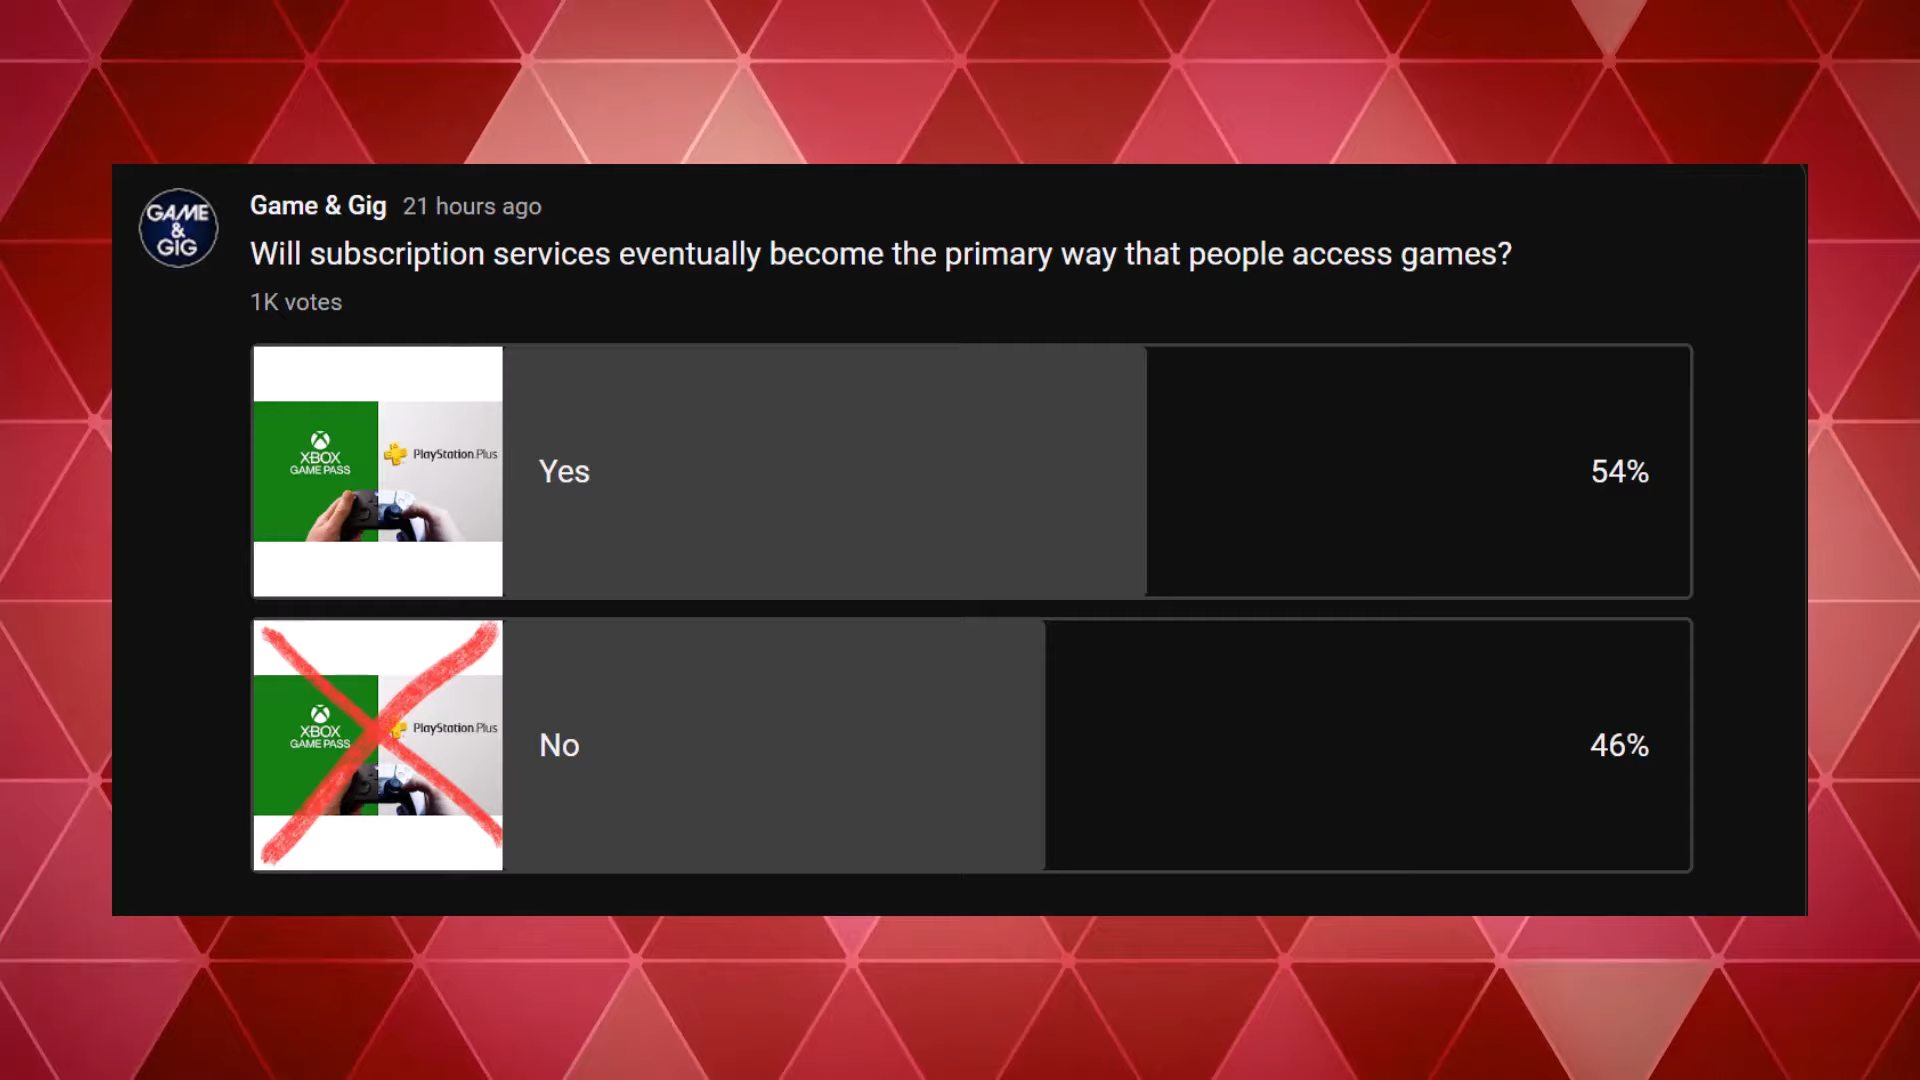 GAME
&
GIG
Game & Gig 21 hours ago
Will subscription services eventually become the primary way that people access games?
1K votes
XBOX
GAME PASS
PlayStation.Plus
Yes
54%
XBOX
GAME PASS
PlayStation.Plus
No
46%